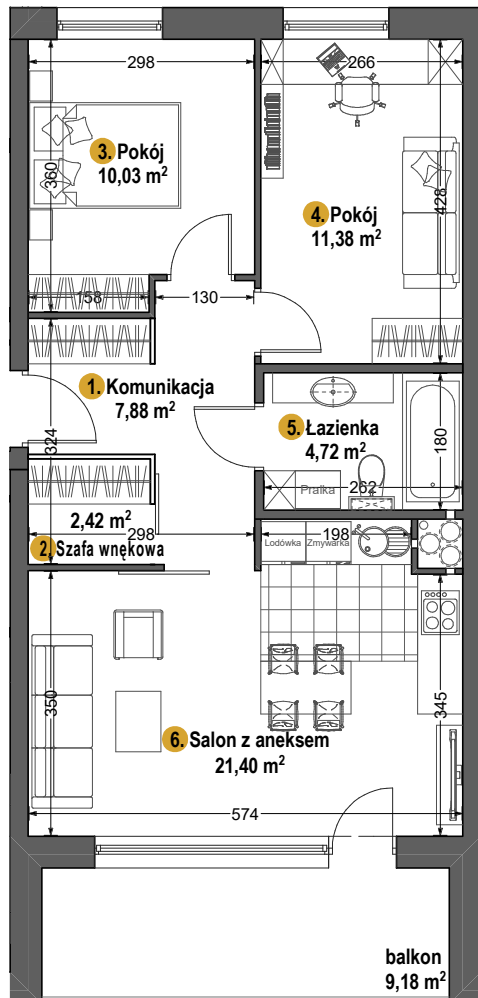 298
266
3. Pokój
10,03 m²
360
4. Pokój
11,38 m²
428
158
130
1. Komunikacja
7,88 m²
324
5. Łazienka
4,72 m²
180
262
Pralka
2,42 m²
298
2. Szafa wnękowa
198
Lodówka
Zmywarka
350
345
6. Salon z aneksem
21,40 m²
574
balkon
9,18 m²